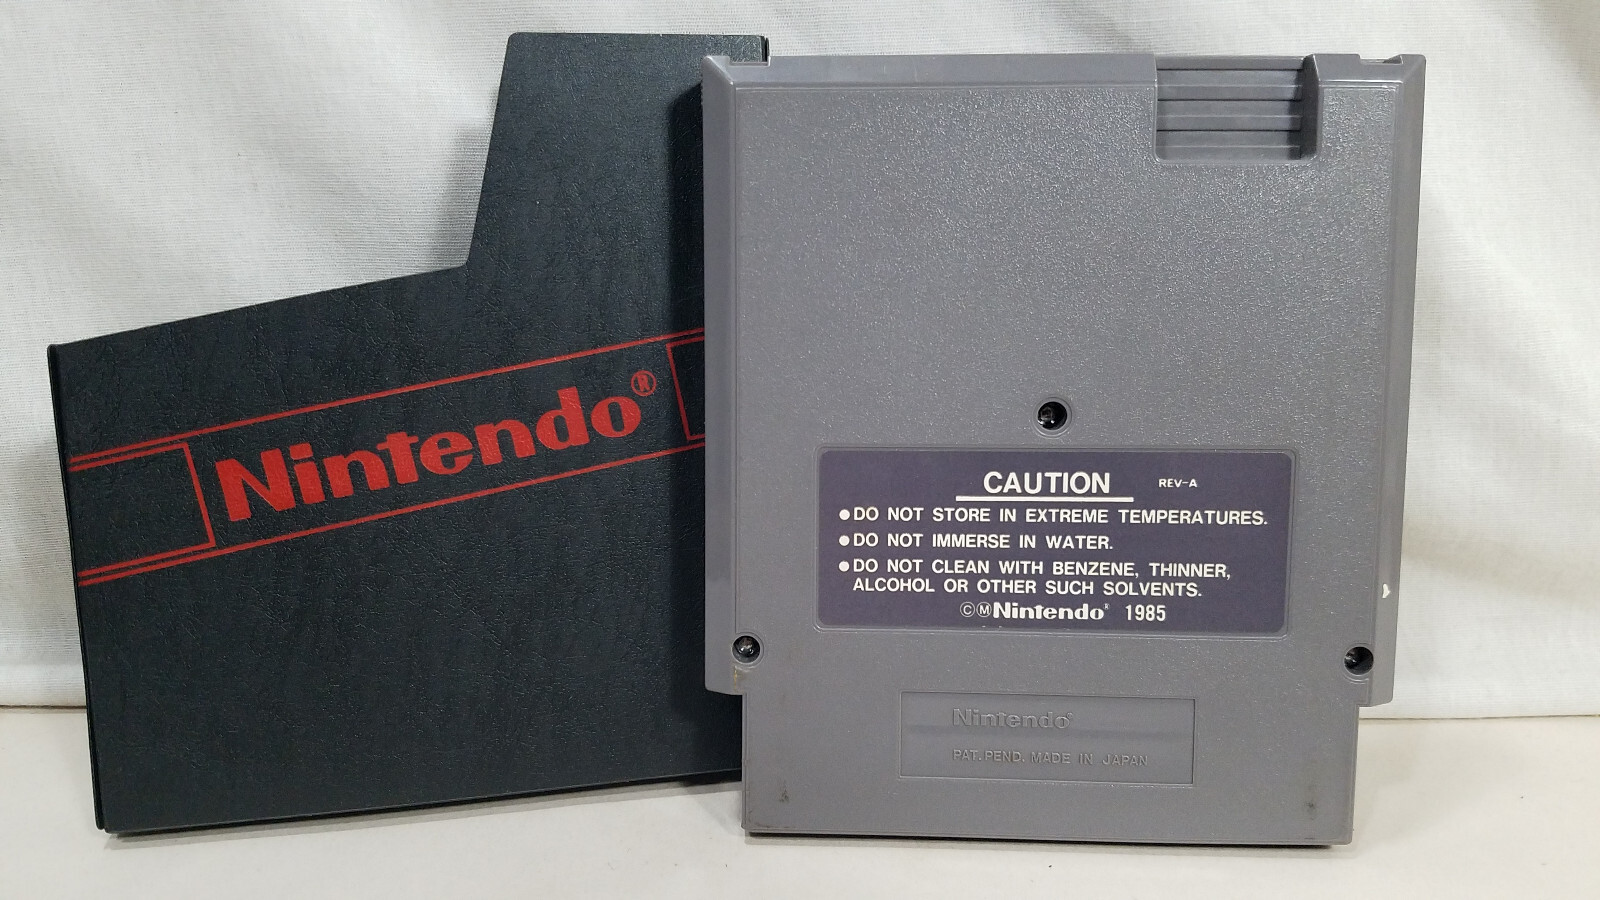 Nintendo®
CAUTION REV-A
●DO NOT STORE IN EXTREME TEMPERATURES.
●DO NOT IMMERSE IN WATER.
●DO NOT CLEAN WITH BENZENE, THINNER,
ALCOHOL OR OTHER SUCH SOLVENTS.
ⒸⓂNintendo® 1985
Nintendo®
PAT. PEND. MADE IN JAPAN